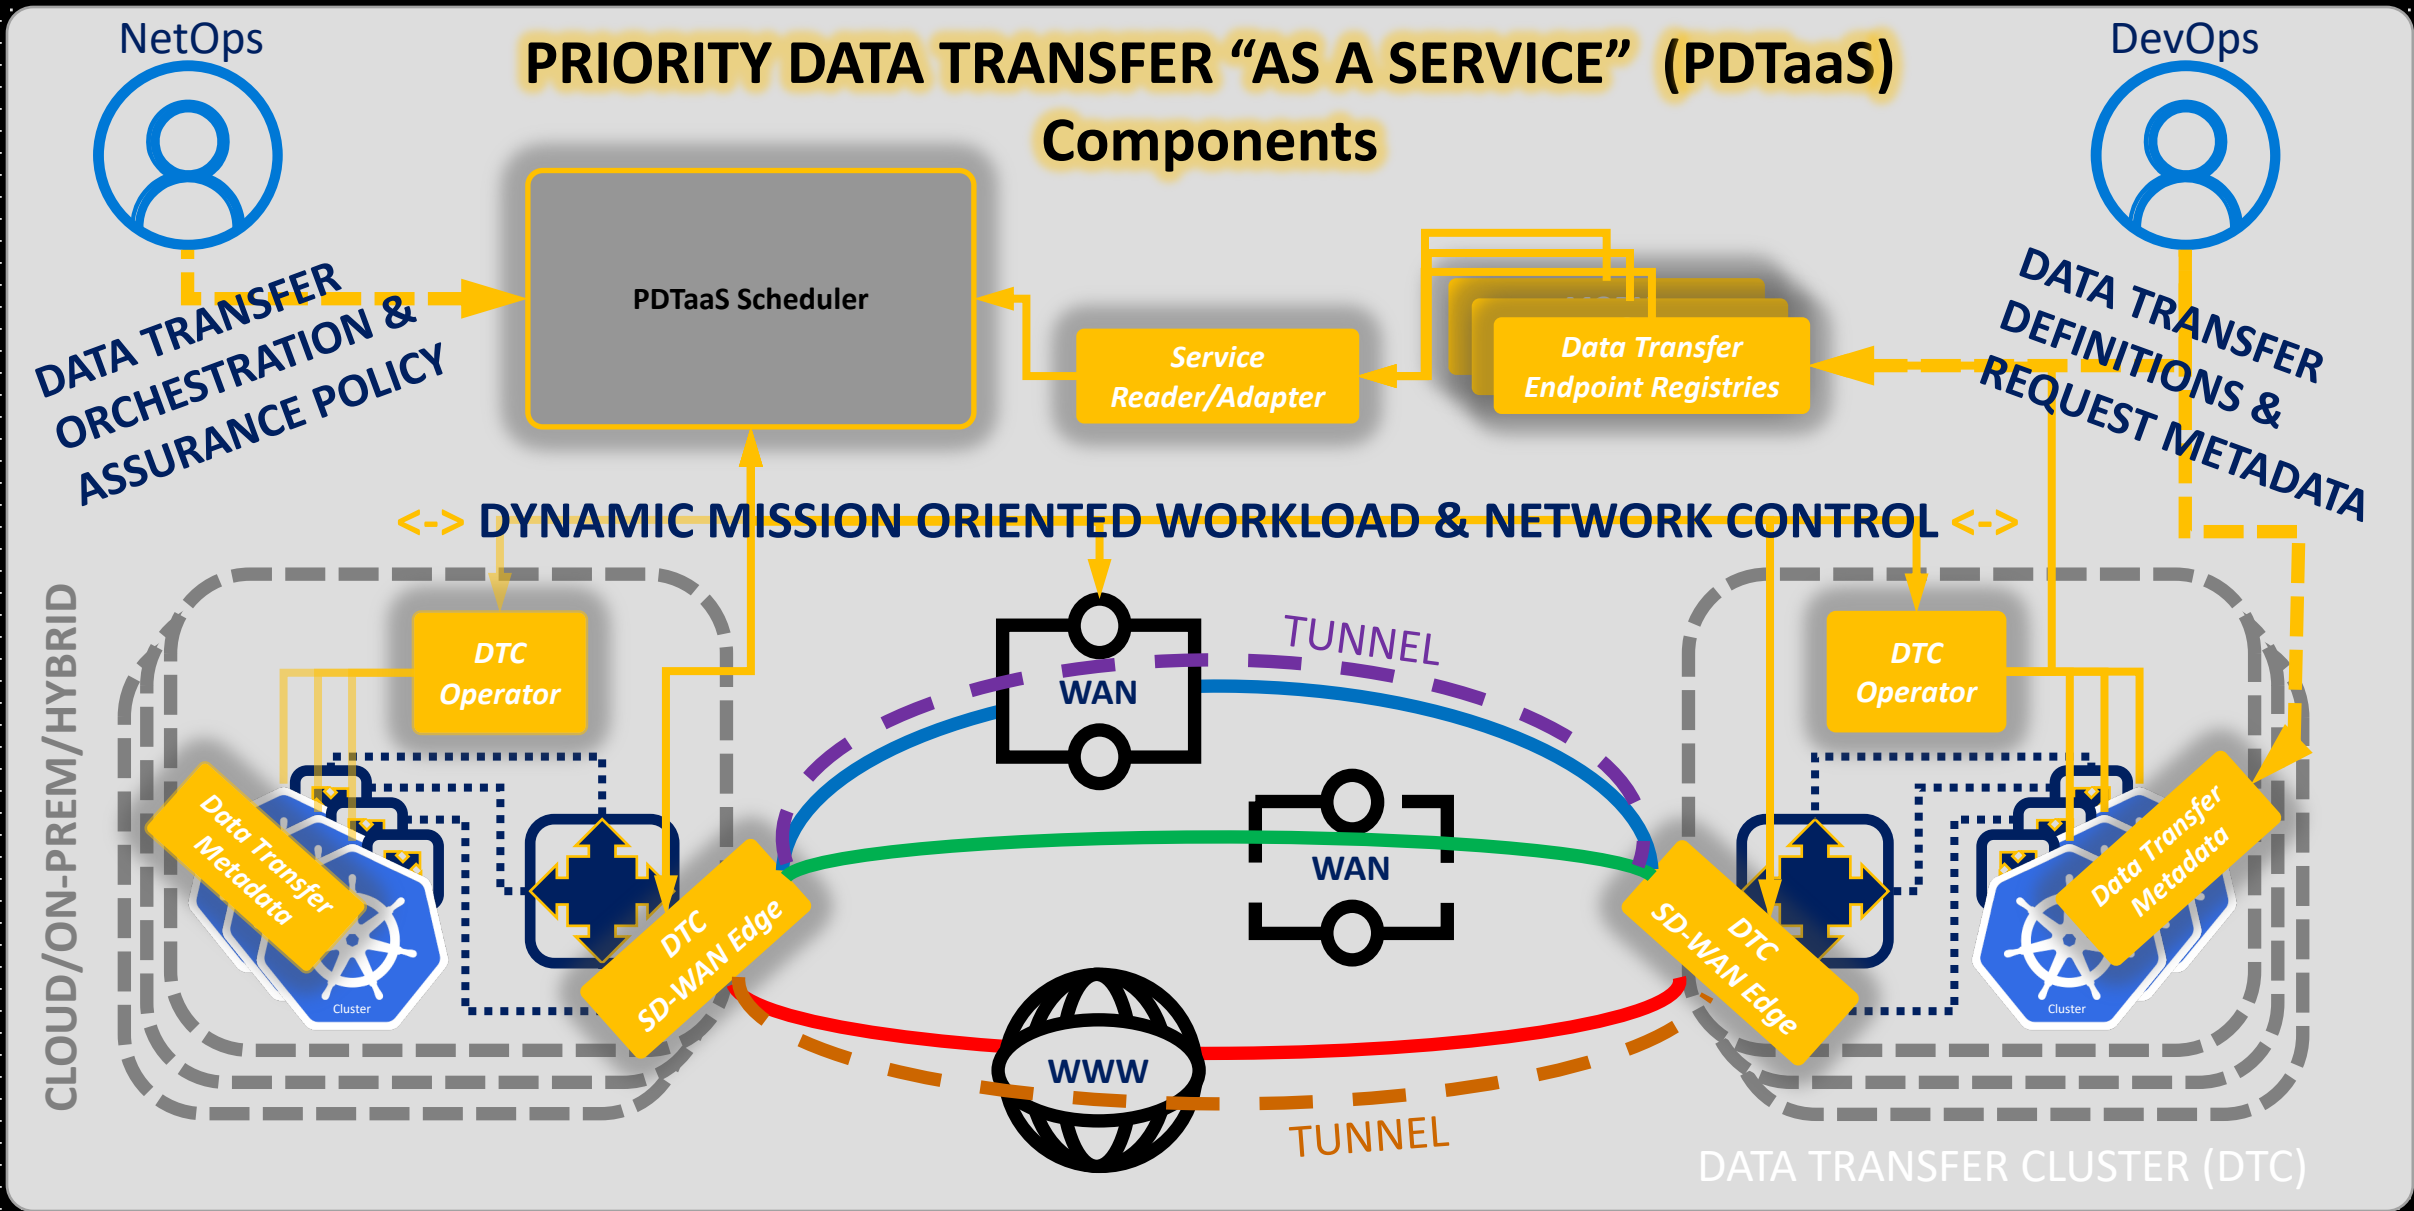 NetOps
DevOps
PRIORITY DATA TRANSFER “AS A SERVICE” (PDTaaS)
Components
PDTaaS Scheduler
Service
Reader/Adapter
Data Transfer
Endpoint Registries
DATA TRANSFER
ORCHESTRATION &
ASSURANCE POLICY
DATA TRANSFER
DEFINITIONS &
REQUEST METADATA
<-> DYNAMIC MISSION ORIENTED WORKLOAD & NETWORK CONTROL <->
CLOUD/ON-PREM/HYBRID
DTC
Operator
Data Transfer
Metadata
Cluster
DTC
SD-WAN Edge
TUNNEL
WAN
WAN
WWW
TUNNEL
DTC
Operator
DTC
SD-WAN Edge
Data Transfer
Metadata
Cluster
DATA TRANSFER CLUSTER (DTC)